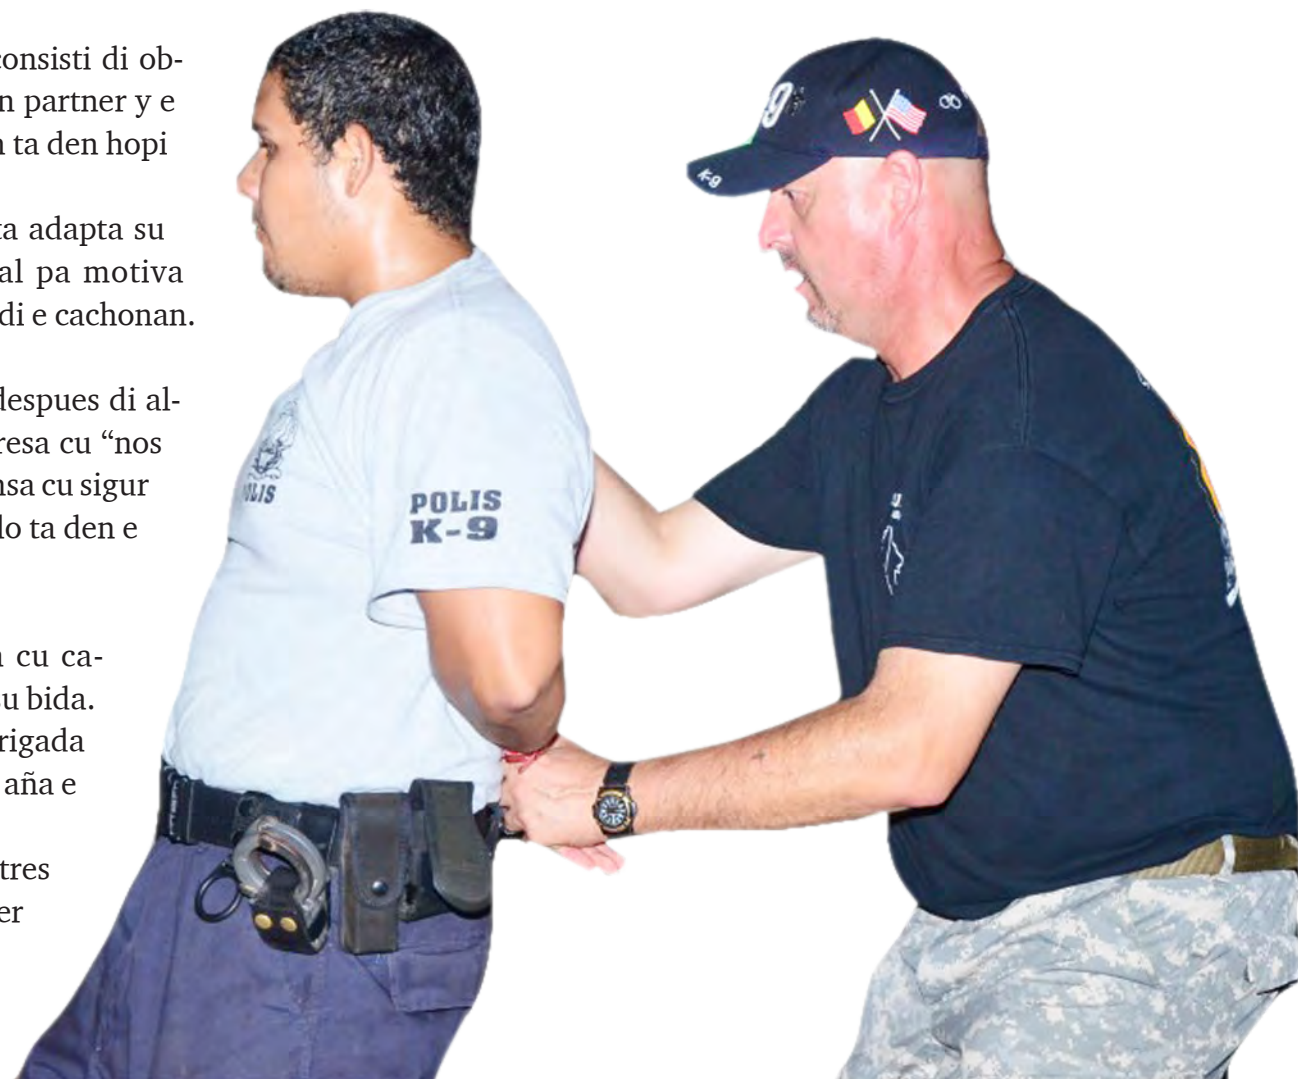 consisti di ob-
n partner y e
n ta den hopi
ta adapta su
al pa motiva
di e cachonan.
despues di al-
resa cu “nos
nsa cu sigur
lo ta den e
n cu ca-
su bida.
rigada
aña e
tres
er
9
K-9
POLIS
POLIS
K-9